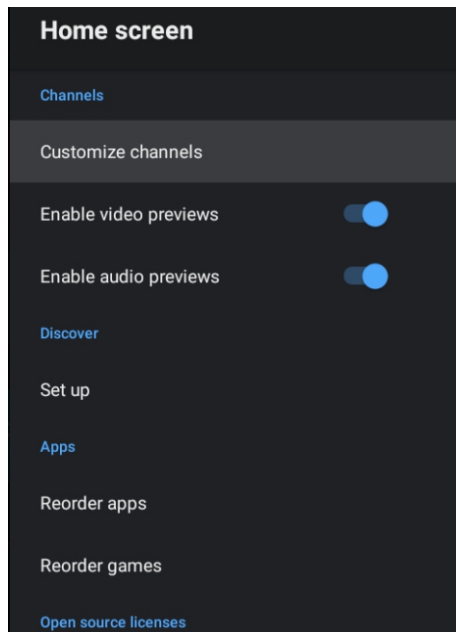 Home screen
Channels
Customize channels
Enable video previews
Enable audio previews
Discover
Set up
Apps
Reorder apps
Reorder games
Open source licenses